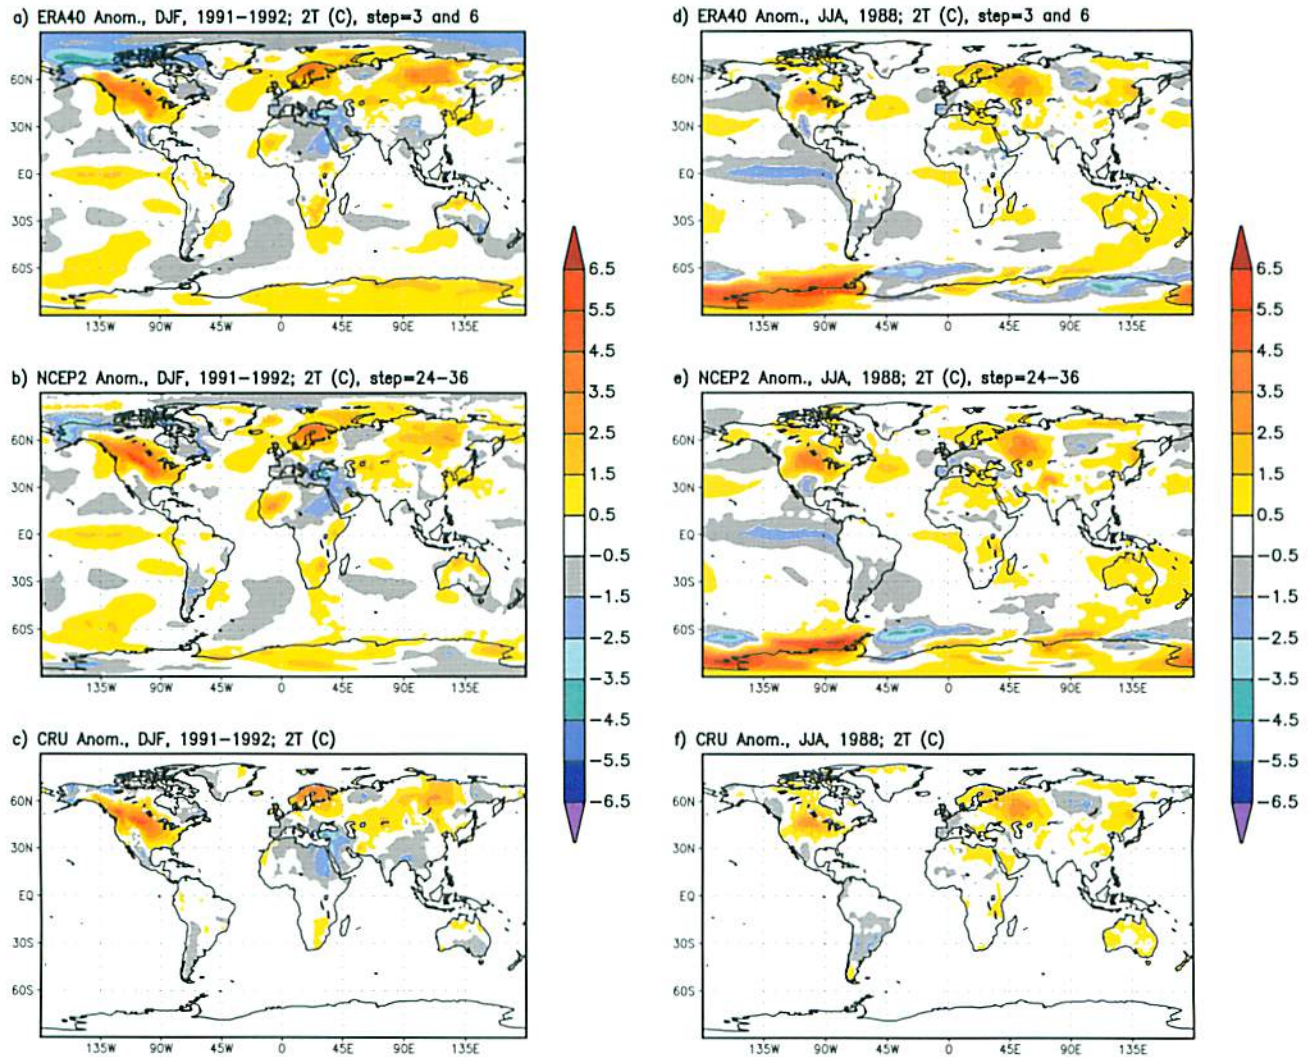 a) ERA40 Anom., DJF, 1991-1992; 2T (C), step=3 and 6
60N
30N
EQ
30S
60S
135W 90W 45W 0 45E 90E 135E
b) NCEP2 Anom., DJF, 1991-1992; 2T (C), step=24-36
60N
30N
EQ
30S
60S
135W 90W 45W 0 45E 90E 135E
c) CRU Anom., DJF, 1991-1992; 2T (C)
60N
30N
EQ
30S
60S
135W 90W 45W 0 45E 90E 135E
6.5
5.5
4.5
3.5
2.5
1.5
0.5
-0.5
-1.5
-2.5
-3.5
-4.5
-5.5
-6.5
d) ERA40 Anom., JJA, 1988; 2T (C), step=3 and 6
60N
30N
EQ
30S
60S
135W 90W 45W 0 45E 90E 135E
e) NCEP2 Anom., JJA, 1988; 2T (C), step=24-36
60N
30N
EQ
30S
60S
135W 90W 45W 0 45E 90E 135E
f) CRU Anom., JJA, 1988; 2T (C)
60N
30N
EQ
30S
60S
135W 90W 45W 0 45E 90E 135E
6.5
5.5
4.5
3.5
2.5
1.5
0.5
-0.5
-1.5
-2.5
-3.5
-4.5
-5.5
-6.5